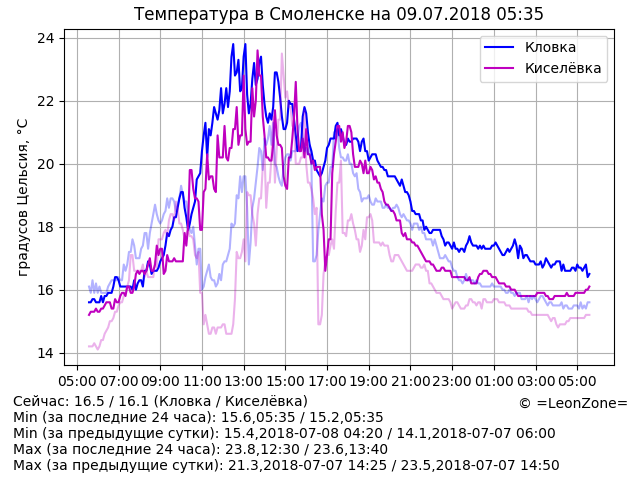 Температура в Смоленске на 09.07.2018 05:35
градусов Цельсия, °C
24
22
20
18
16
14
Кловка
Киселёвка
05:00 07:00 09:00 11:00 13:00 15:00 17:00 19:00 21:00 23:00 01:00 03:00 05:00
Сейчас: 16.5 / 16.1 (Кловка / Киселёвка)
© =LeonZone=
Min (за последние 24 часа): 15.6,05:35 / 15.2,05:35
Min (за предыдущие сутки): 15.4,2018-07-08 04:20 / 14.1,2018-07-07 06:00
Max (за последние 24 часа): 23.8,12:30 / 23.6,13:40
Max (за предыдущие сутки): 21.3,2018-07-07 14:25 / 23.5,2018-07-07 14:50